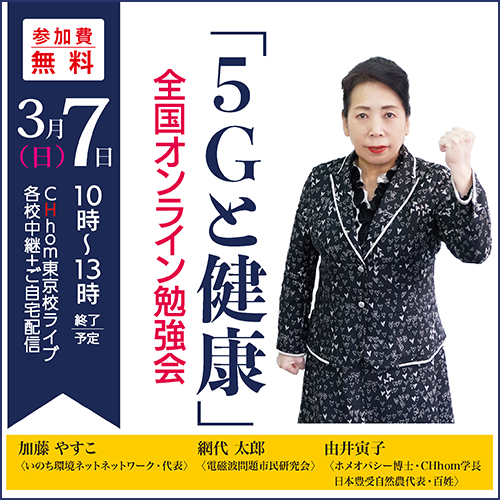 参加費
無料
3月7日
（日）
10時〜13時 終了予定
CHhom東京校ライブ
各校中継＋ご自宅配信
「5Gと健康」
全国オンライン勉強会
加藤 やすこ
〈いのち環境ネットネットワーク・代表〉
網代 太郎
〈電磁波問題市民研究会〉
由井寅子
〈ホメオパシー博士・CHhom学長
日本豊受自然農代表・百姓〉